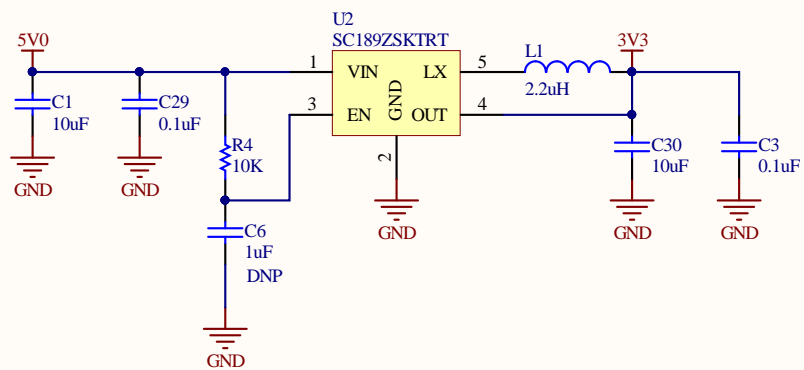 U2
SC189ZSKTRT
5V0
3V3
1
VIN
LX
5
L1
2.2uH
3
EN
GND
OUT
4
2
C1
10uF
C29
0.1uF
R4
10K
C30
10uF
C3
0.1uF
GND
GND
GND
GND
GND
C6
1uF
DNP
GND